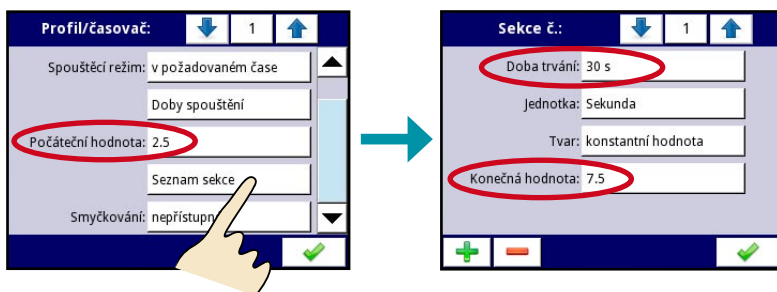 Profil/časovač: 1
Spouštěcí režim: v požadovaném čase
Doby spouštění
Počáteční hodnota: 2.5
Seznam sekce
Smyčkování: nepřístupn
Sekce č.: 1
Doba trvání: 30 s
Jednotka: Sekunda
Tvar: konstantní hodnota
Konečná hodnota: 7.5